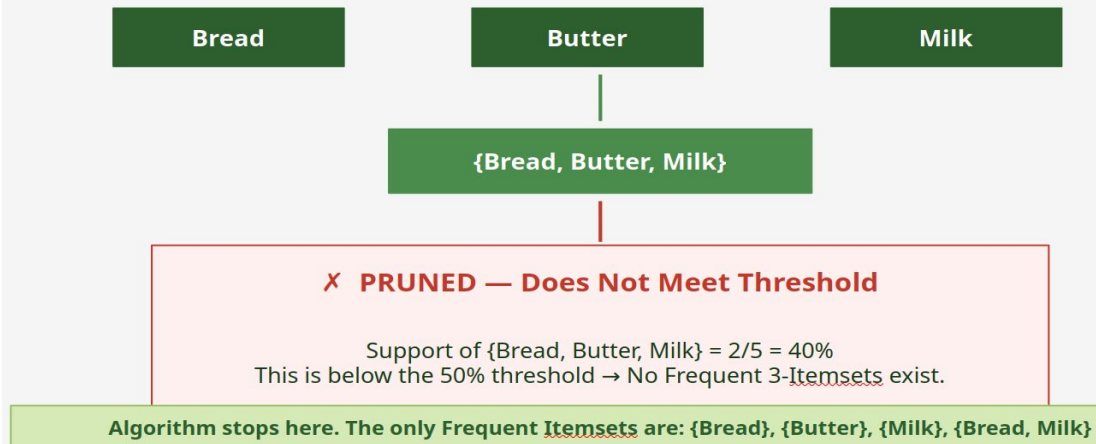 Bread Butter Milk
{Bread, Butter, Milk}
✗ PRUNED — Does Not Meet Threshold
Support of {Bread, Butter, Milk} = 2/5 = 40%
This is below the 50% threshold → No Frequent 3-Itemsets exist.
Algorithm stops here. The only Frequent Itemsets are: {Bread}, {Butter}, {Milk}, {Bread, Milk}